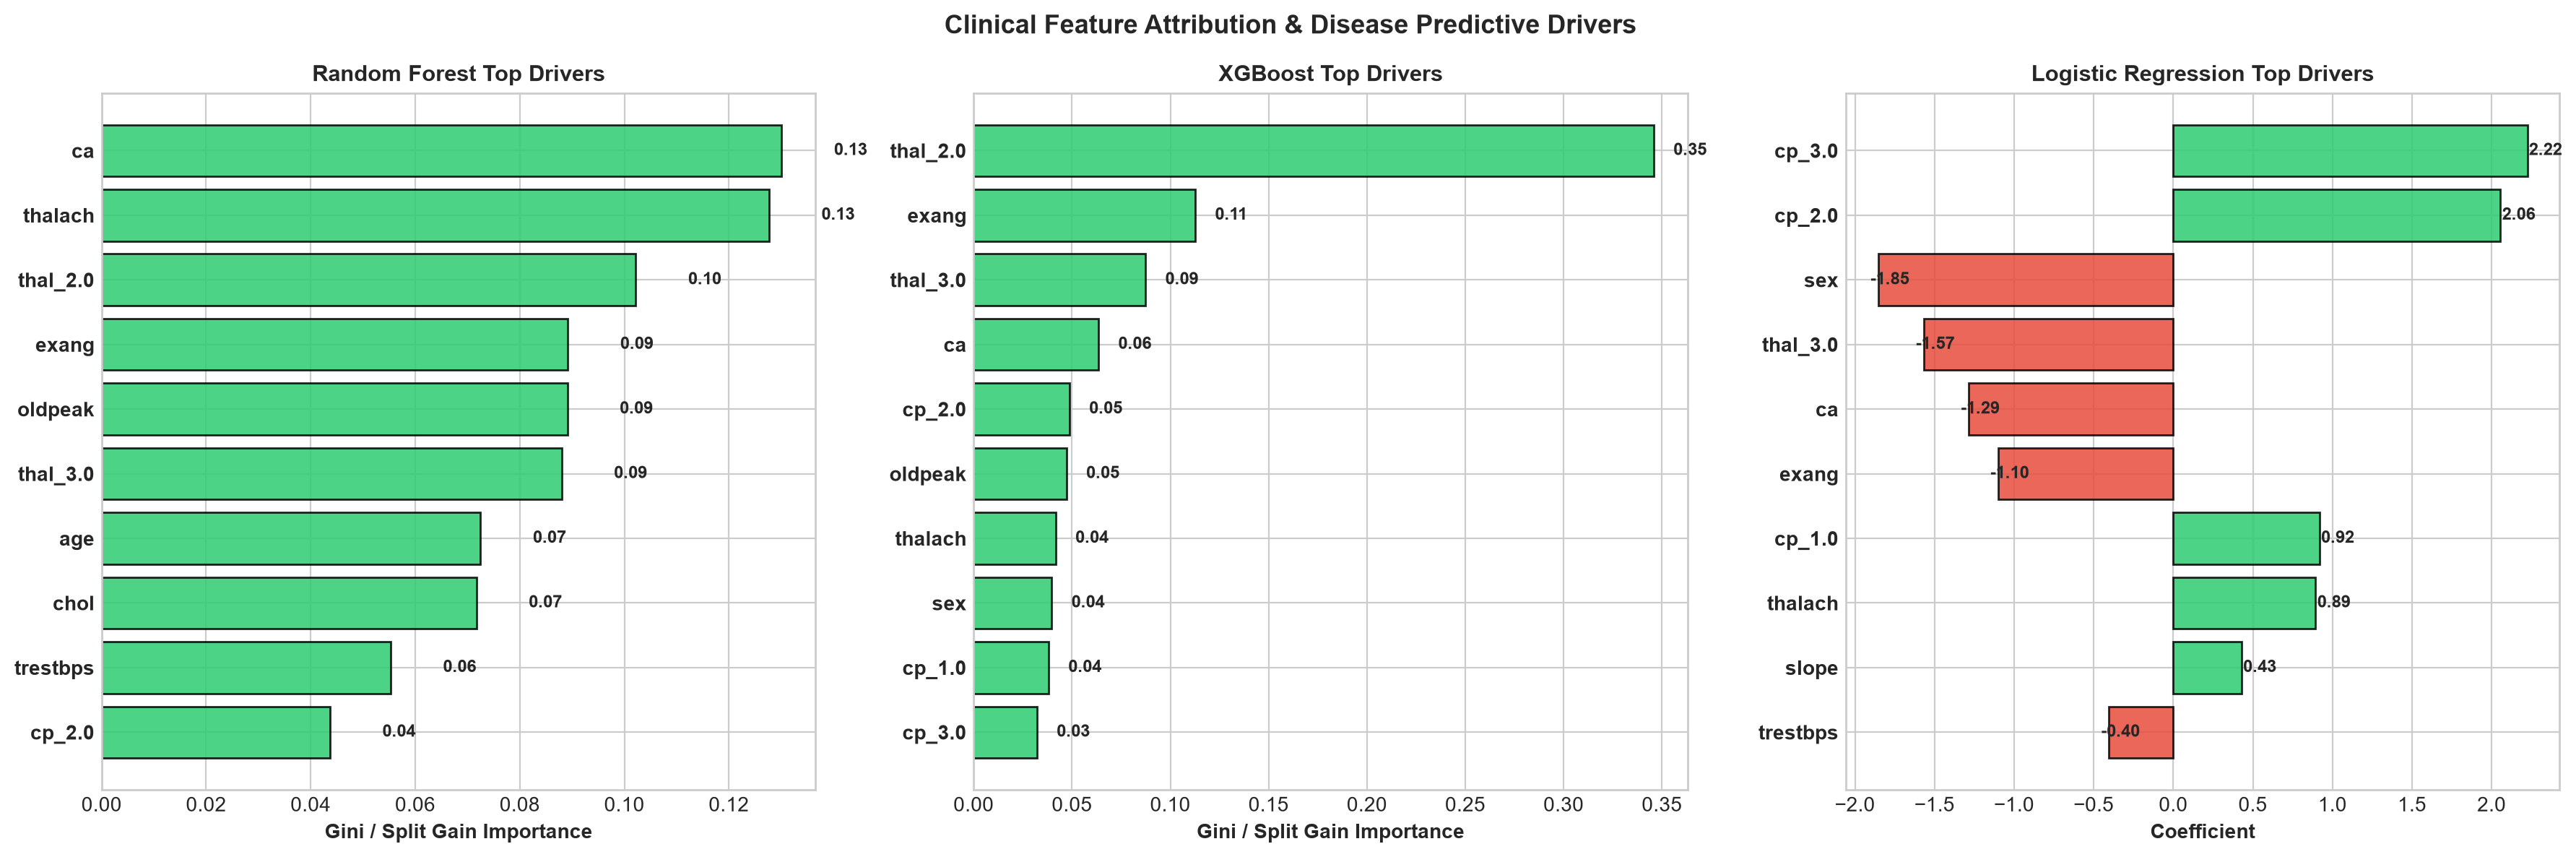 Clinical Feature Attribution & Disease Predictive Drivers
Random Forest Top Drivers
ca
0.13
thalach
0.13
thal_2.0
0.10
exang
0.09
oldpeak
0.09
thal_3.0
0.09
age
0.07
chol
0.07
trestbps
0.06
cp_2.0
0.04
0.00 0.02 0.04 0.06 0.08 0.10 0.12
Gini / Split Gain Importance
XGBoost Top Drivers
thal_2.0
0.35
exang
0.11
thal_3.0
0.09
ca
0.06
cp_2.0
0.05
oldpeak
0.05
thalach
0.04
sex
0.04
cp_1.0
0.04
cp_3.0
0.03
0.00 0.05 0.10 0.15 0.20 0.25 0.30 0.35
Gini / Split Gain Importance
Logistic Regression Top Drivers
cp_3.0
2.22
cp_2.0
2.06
sex
-1.85
thal_3.0
-1.57
ca
-1.29
exang
-1.10
cp_1.0
0.92
thalach
0.89
slope
0.43
trestbps
-0.40
−2.0 −1.5 −1.0 −0.5 0.0 0.5 1.0 1.5 2.0
Coefficient